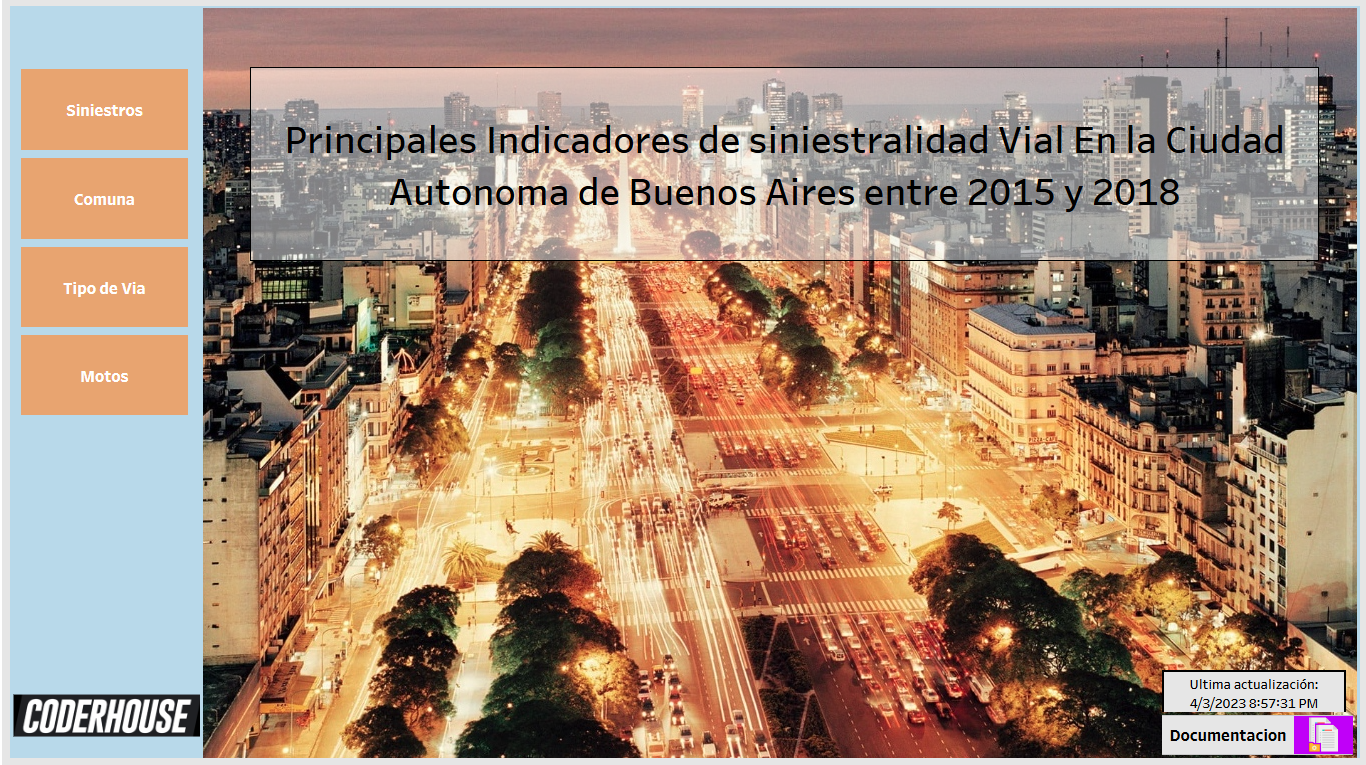 Principales Indicadores de siniestralidad Vial En la Ciudad
Autonoma de Buenos Aires entre 2015 y 2018
Siniestros
Comuna
Tipo de Via
Motos
CODERHOUSE
Ultima actualización:
4/3/2023 8:57:31 PM
Documentacion